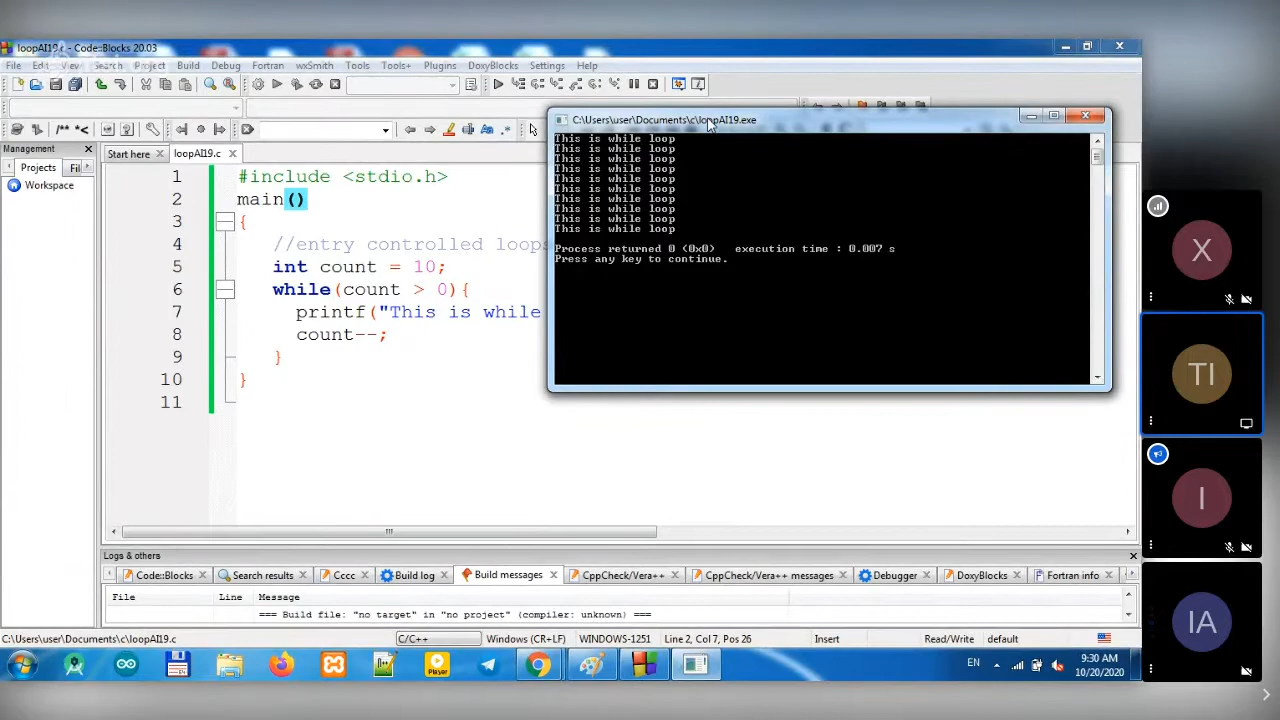 loopAI19.c - Code::Blocks 20.03
File Edit View Search Project Build Debug Fortran wxSmith Tools Tools+ Plugins DoxyBlocks Settings Help
C:\Users\user\Documents\c\loopAI19.exe
This is while loop
This is while loop
This is while loop
This is while loop
This is while loop
This is while loop
This is while loop
This is while loop
This is while loop
This is while loop
Process returned 0 (0x0) execution time : 0.007 s
Press any key to continue.
Management
Projects Fil
Workspace
Start here loopAI19.c
1 #include <stdio.h>
2 main()
3 {
4 //entry controlled loops
5 int count = 10;
6 while(count > 0){
7 printf("This is while
8 count--;
9 }
10 }
11
X
TI
I
IA
Logs & others
Code::Blocks Search results Cccc Build log Build messages CppCheck/Vera++ CppCheck/Vera++ messages Debugger DoxyBlocks Fortran info
File Line Message
=== Build file: "no target" in "no project" (compiler: unknown) ===
C:\Users\user\Documents\c\loopAI19.c C/C++ Windows (CR+LF) WINDOWS-1251 Line 2, Col 7, Pos 26 Insert Read/Write default
Player
EN
9:30 AM
10/20/2020